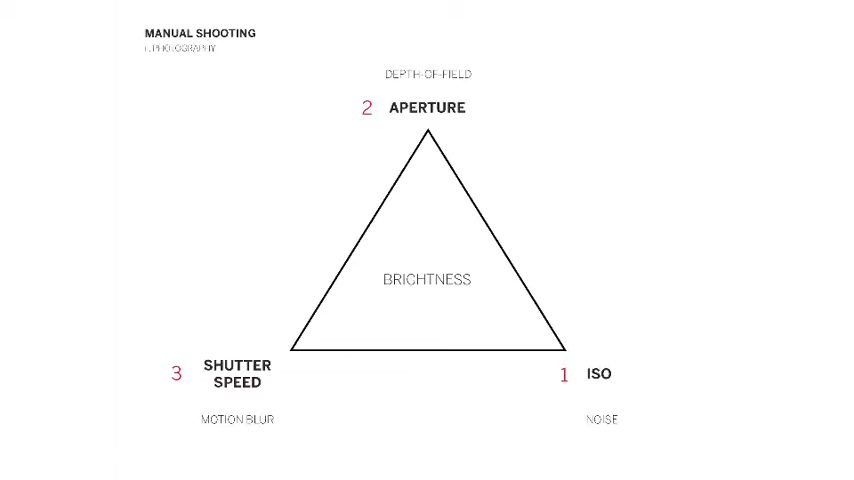 MANUAL SHOOTING
PHOTOGRAPHY
DEPTH-OF-FIELD
2 APERTURE
BRICHTNESS
3 SHUTTER
SPEED
1 ISO
MOTION BLUR
NOISE